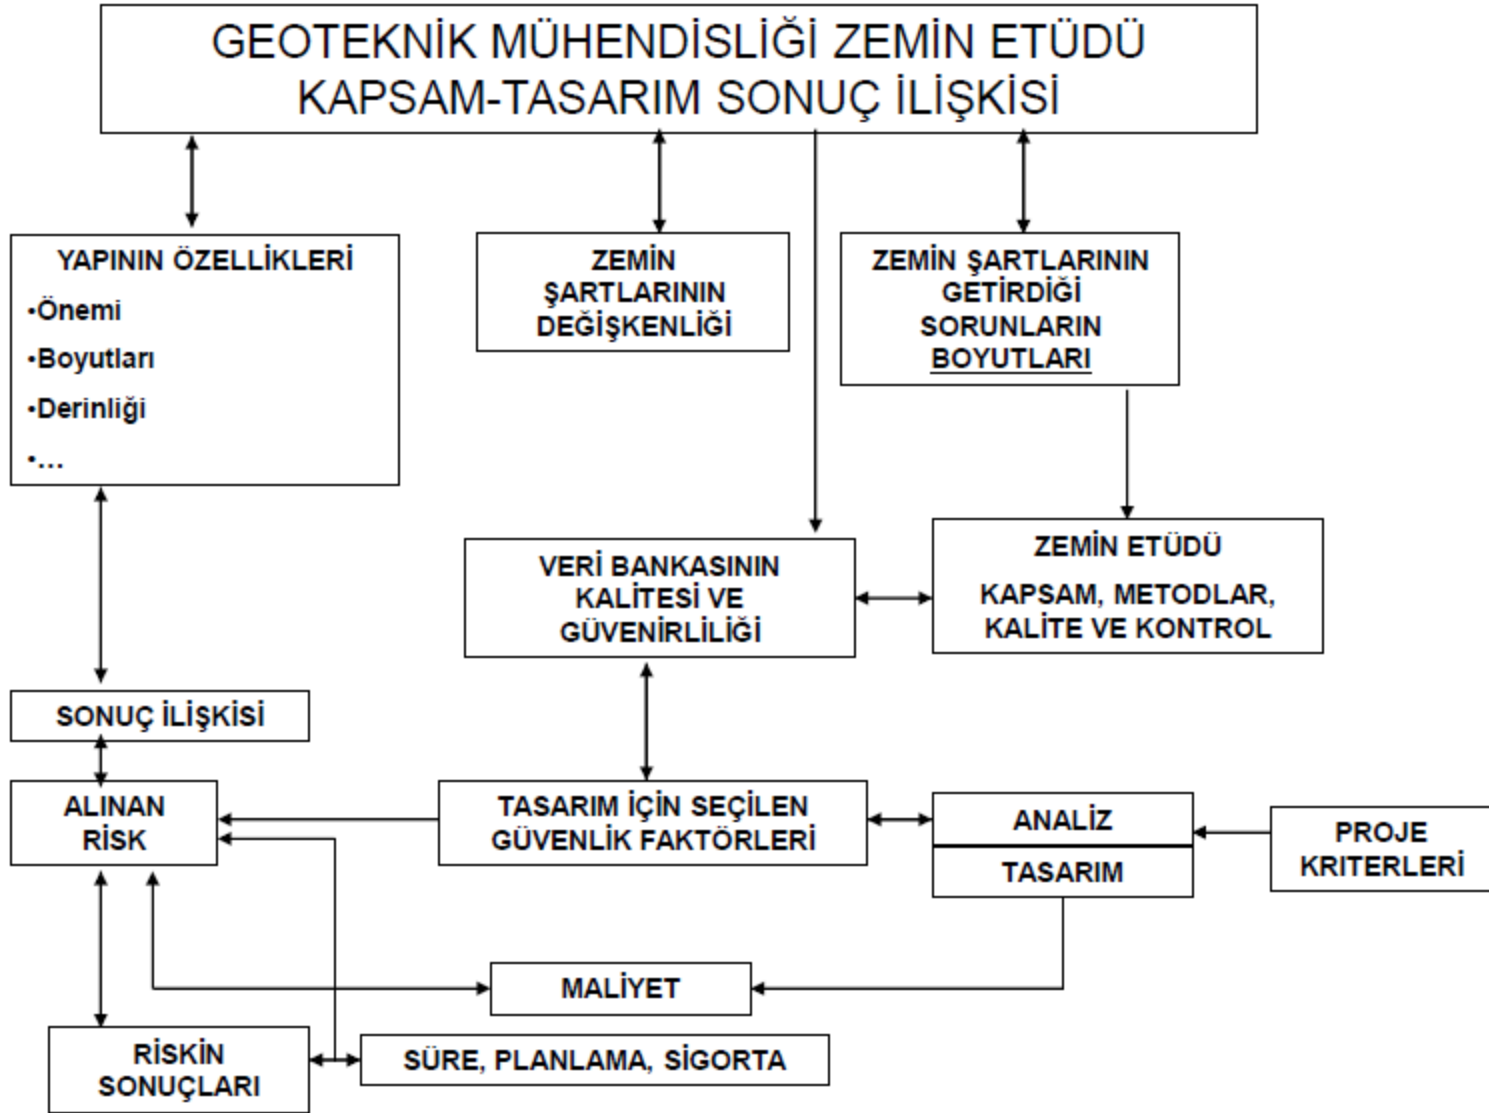 GEOTEKNİK MÜHENDİSLİĞİ ZEMİN ETÜDÜ
KAPSAM-TASARIM SONUÇ İLİŞKİSİ
YAPININ ÖZELLİKLERİ
•Önemi
•Boyutları
•Derinliği
•...
ZEMİN
ŞARTLARININ
DEĞİŞKENLİĞİ
ZEMİN ŞARTLARININ
GETİRDİĞİ
SORUNLARIN
BOYUTLARI
VERİ BANKASININ
KALİTESİ VE
GÜVENİRLİLİĞİ
ZEMİN ETÜDÜ
KAPSAM, METODLAR,
KALİTE VE KONTROL
SONUÇ İLİŞKİSİ
ALINAN
RİSK
TASARIM İÇİN SEÇİLEN
GÜVENLİK FAKTÖRLERİ
ANALİZ
TASARIM
PROJE
KRITERLERİ
MALİYET
RİSKİN
SONUÇLARI
SÜRE, PLANLAMA, SİGORTA